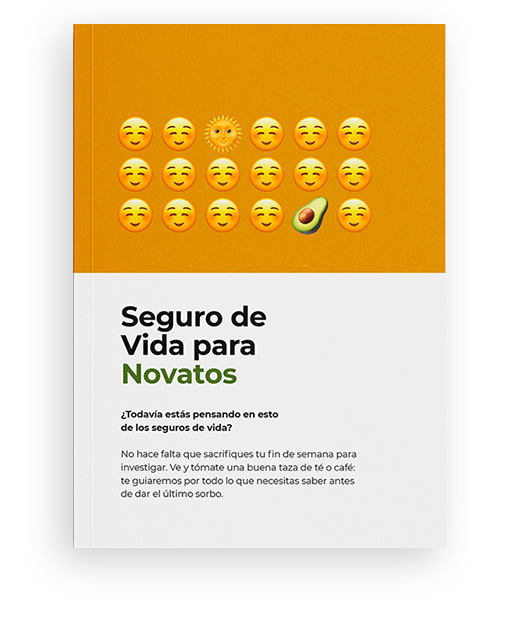 Seguro de
Vida para
Novatos
¿Todavía estás pensando en esto
de los seguros de vida?
No hace falta que sacrifiques tu fin de semana para
investigar. Ve y tómate una buena taza de té o café:
te guiaremos por todo lo que necesitas saber antes
de dar el último sorbo.